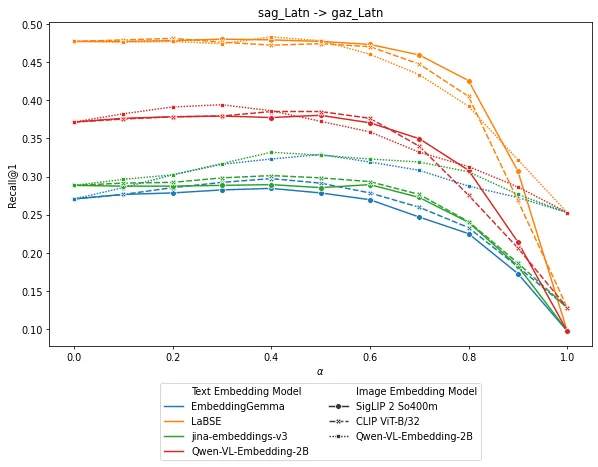 sag_Latn -> gaz_Latn
0.50
0.45
0.40
0.35
0.30
0.25
0.20
0.15
0.10
Recall@1
0.0 0.2 0.4 0.6 0.8 1.0
α
Text Embedding Model Image Embedding Model
EmbeddingGemma SigLIP 2 So400m
LaBSE CLIP ViT-B/32
jina-embeddings-v3 Qwen-VL-Embedding-2B
Qwen-VL-Embedding-2B